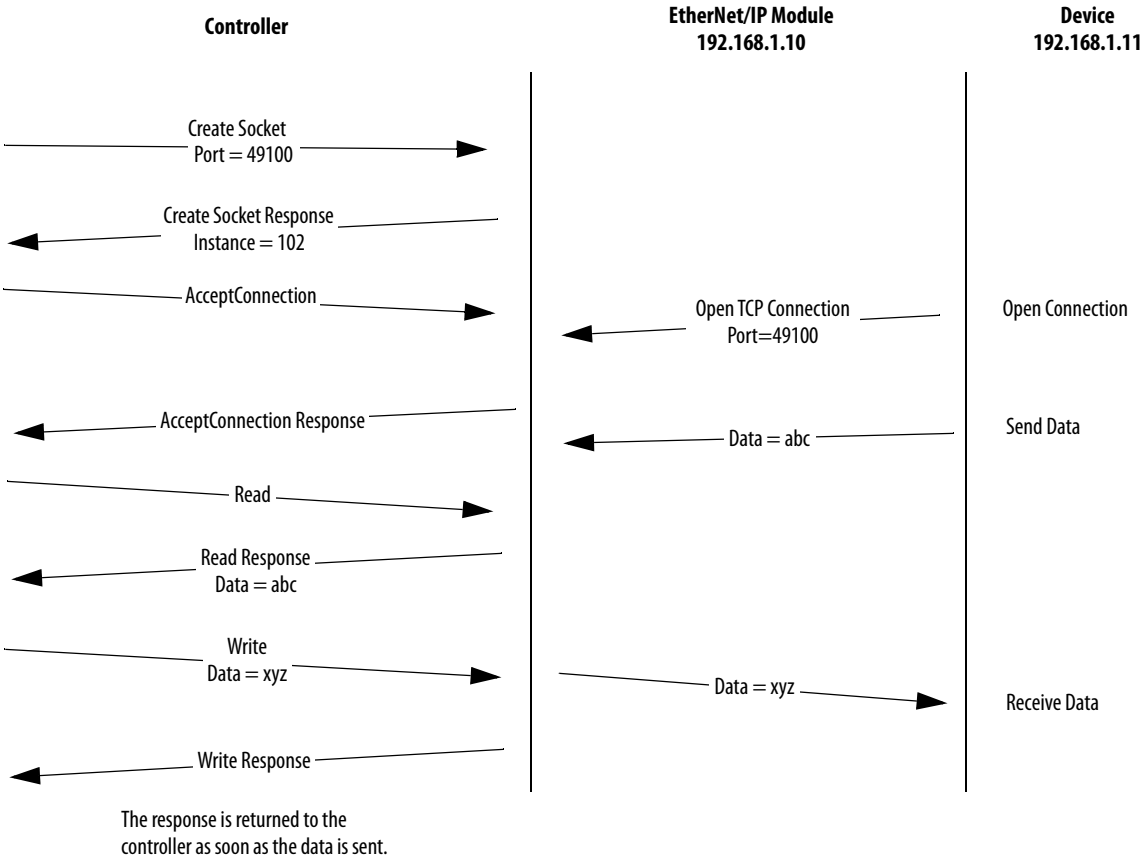 Controller
EtherNet/IP Module
192.168.1.10
Device
192.168.1.11
Create Socket
Port = 49100
Create Socket Response
Instance = 102
AcceptConnection
Open TCP Connection
Port=49100
Open Connection
AcceptConnection Response
Data = abc
Send Data
Read
Read Response
Data = abc
Write
Data = xyz
Data = xyz
Receive Data
Write Response
The response is returned to the
controller as soon as the data is sent.